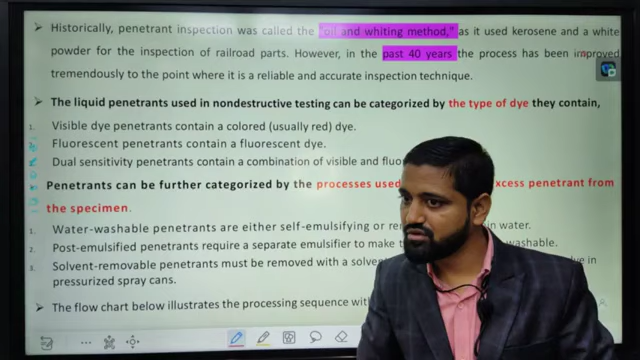 ➤ Historically, penetrant inspection was called the "oil and whiting method," as it used kerosene and a white
powder for the inspection of railroad parts. However, in the past 40 years the process has been improved
tremendously to the point where it is a reliable and accurate inspection technique.
➤ The liquid penetrants used in nondestructive testing can be categorized by the type of dye they contain,
1. Visible dye penetrants contain a colored (usually red) dye.
Fluorescent penetrants contain a fluorescent dye.
Dual sensitivity penetrants contain a combination of visible and
Penetrants can be further categorized by the processes used excess penetrant from
the specimen.
1. Water-washable penetrants are either self-emulsifying or in water.
2. Post-emulsified penetrants require a separate emulsifier to make washable.
3. Solvent-removable penetrants must be removed with a in
pressurized spray cans.
➤ The flow chart below illustrates the processing sequence